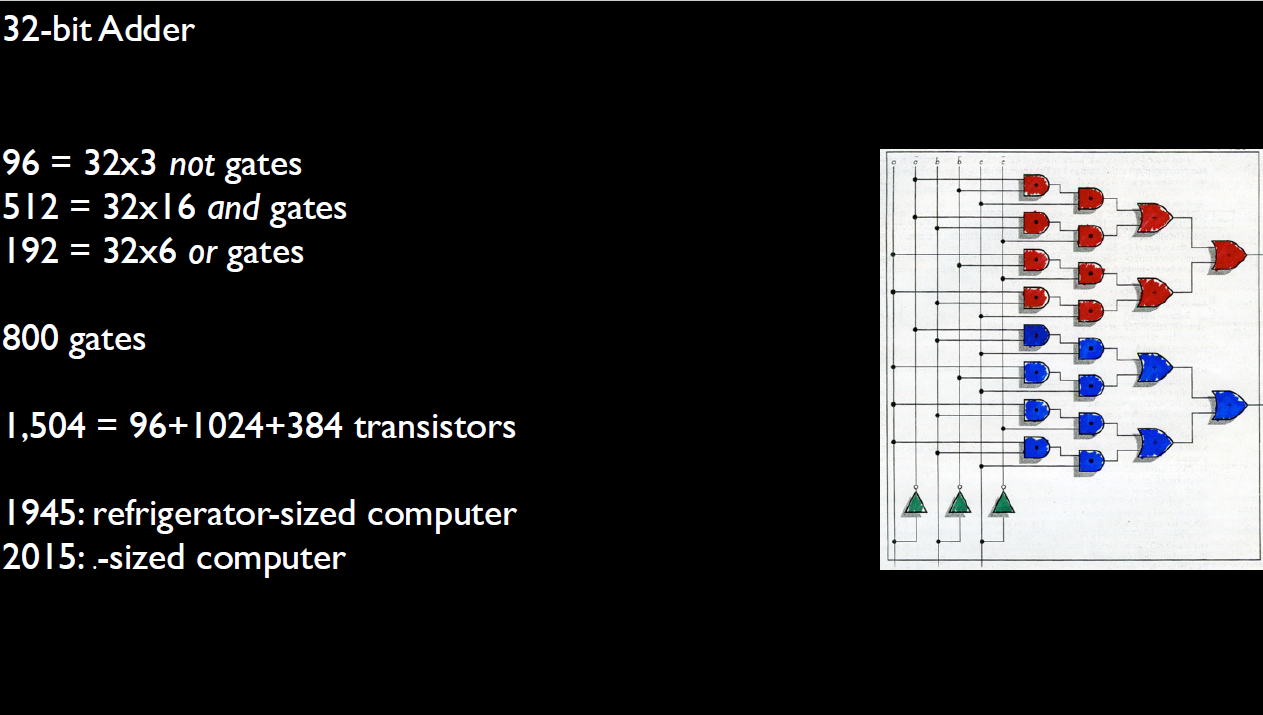 32-bit Adder
96 = 32x3 not gates
512 = 32x16 and gates
192 = 32x6 or gates
800 gates
1,504 = 96+1024+384 transistors
1945: refrigerator-sized computer
2015: .-sized computer
a a̅ b b̅ c c̅